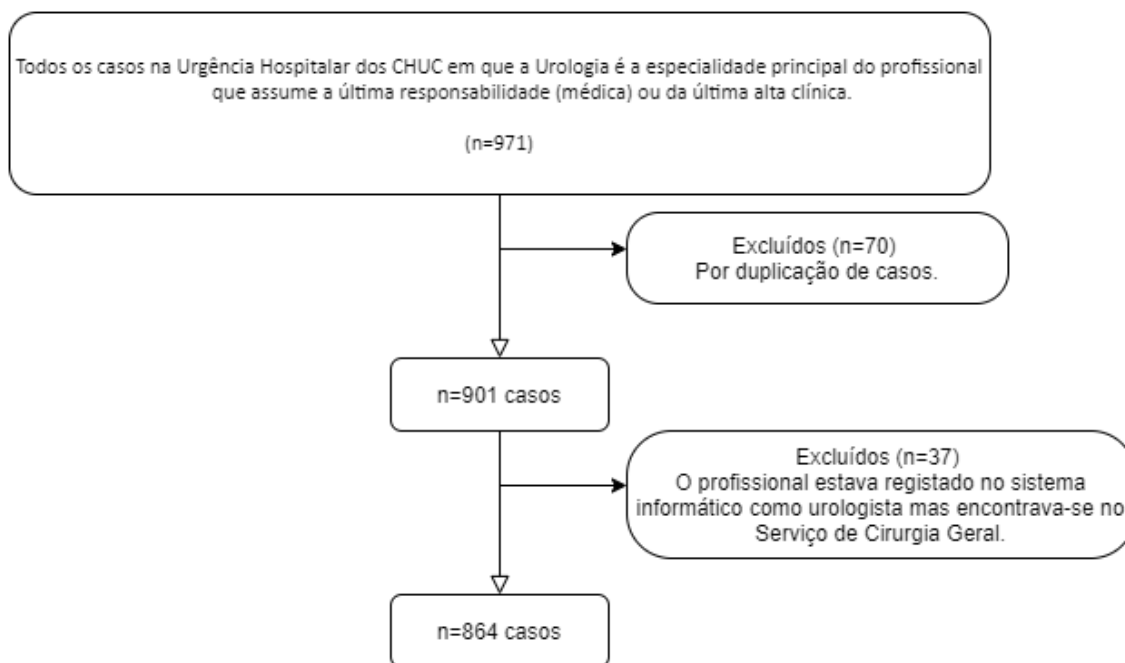 Todos os casos na Urgência Hospitalar dos CHUC em que a Urologia é a especialidade principal do profissional
que assume a última responsabilidade (médica) ou da última alta clínica.
(n=971)
Excluídos (n=70)
Por duplicação de casos.
n=901 casos
Excluídos (n=37)
O profissional estava registado no sistema
informático como urologista mas encontrava-se no
Serviço de Cirurgia Geral.
n=864 casos